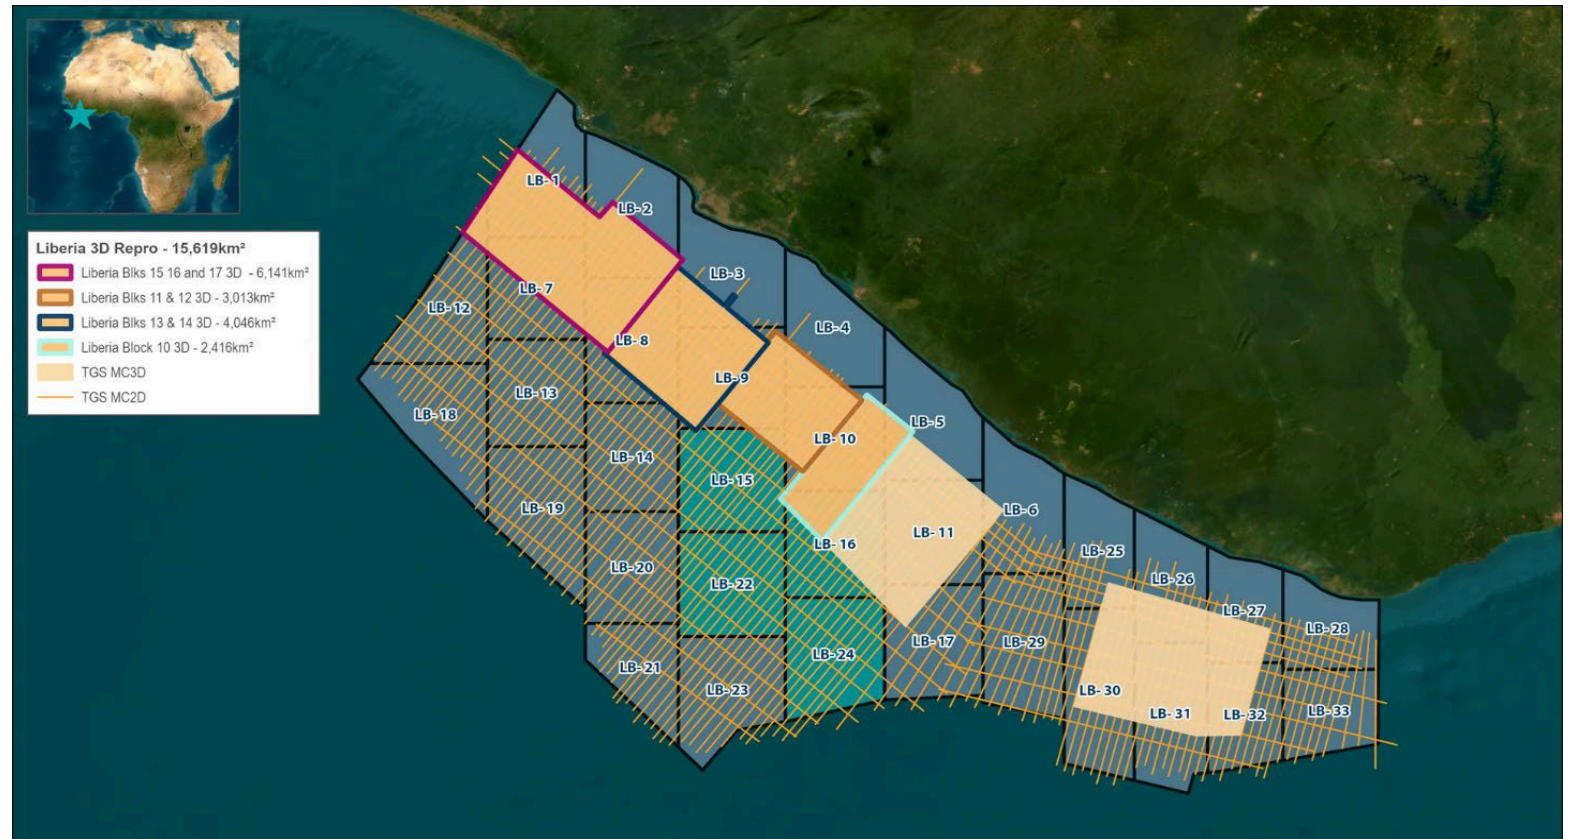 Liberia 3D Repro - 15,619km²
Liberia Blks 15 16 and 17 3D - 6,141km²
Liberia Blks 11 & 12 3D - 3,013km²
Liberia Blks 13 & 14 3D - 4,046km²
Liberia Block 10 3D - 2,416km²
TGS MC3D
TGS MC2D
LB- 1
LB- 2
LB- 3
LB- 4
LB- 5
LB- 6
LB- 7
LB- 8
LB- 9
LB- 10
LB- 11
LB- 12
LB- 13
LB- 14
LB- 15
LB- 16
LB- 17
LB- 18
LB- 19
LB- 20
LB- 21
LB- 22
LB- 23
LB- 24
LB- 25
LB- 26
LB- 27
LB- 28
LB- 29
LB- 30
LB- 31
LB- 32
LB- 33